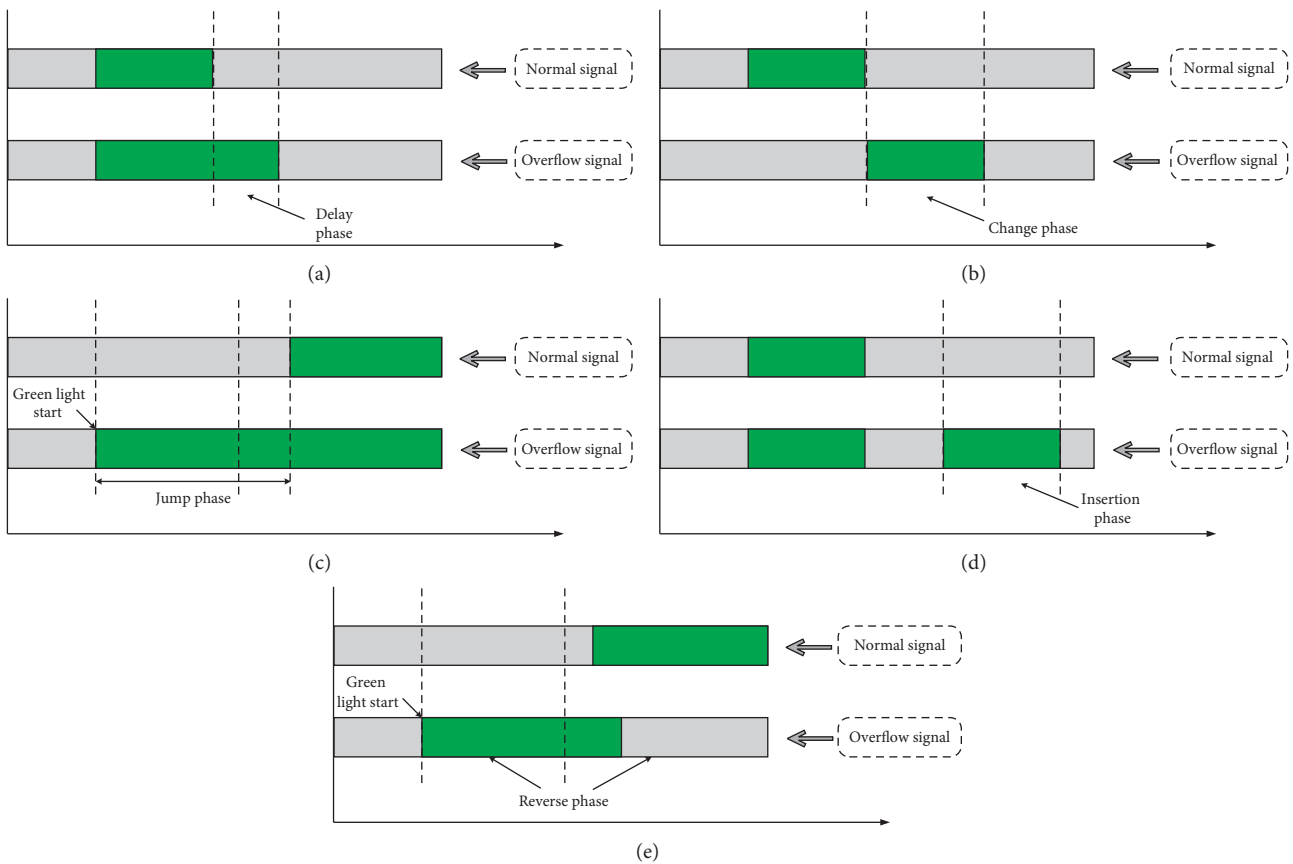 Normal signal
Overflow signal
Delay
phase
(a)
Normal signal
Overflow signal
Change phase
(b)
Normal signal
Green light
start
Overflow signal
Jump phase
(c)
Normal signal
Overflow signal
Insertion
phase
(d)
Normal signal
Green
light start
Overflow signal
Reverse phase
(e)